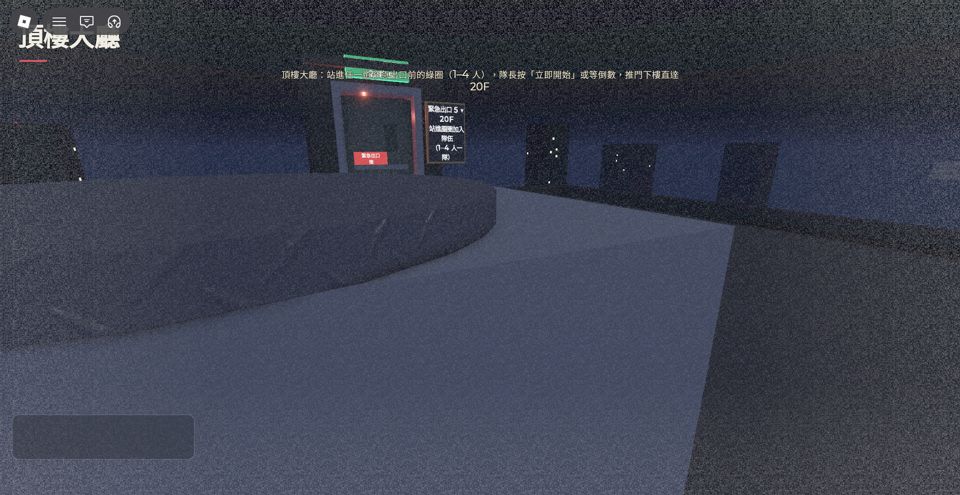 頂樓大廳
頂樓大廳：站進任一 出口前的綠圈（1–4 人），隊長按「立即開始」或等倒數，推門下樓直達
20F
緊急出口 5
20F
站進 加入
隊伍
（1–4 人一
隊）
緊急出口